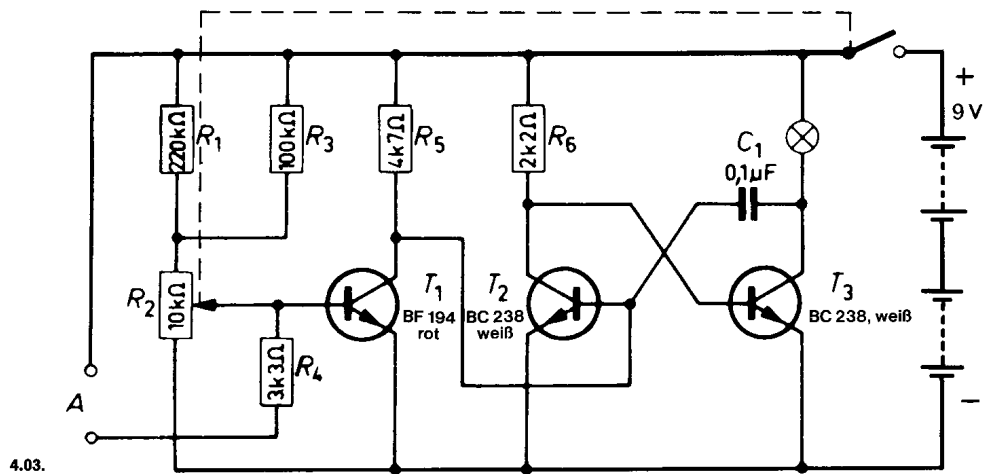 220kΩ
R1
100kΩ
R3
4k7Ω
R5
2k2Ω
R6
C1
0,1µF
+
9V
R2
10kΩ
3k3Ω
R4
T1
BF 194
rot
T2
BC 238
weiß
T3
BC 238, weiß
A
−
4.03.